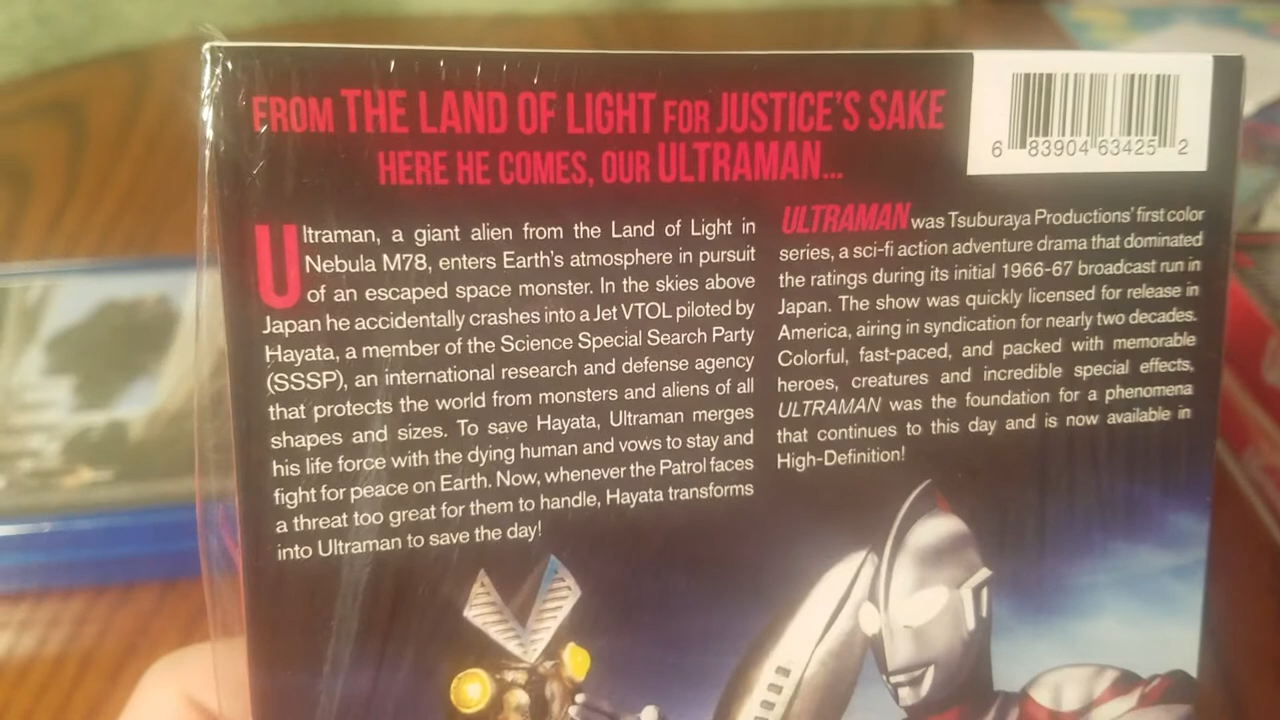 FROM THE LAND OF LIGHT FOR JUSTICE'S SAKE
HERE HE COMES, OUR ULTRAMAN...
6 83904 63425 2
Ultraman, a giant alien from the Land of Light in
Nebula M78, enters Earth's atmosphere in pursuit
of an escaped space monster. In the skies above
Japan he accidentally crashes into a Jet VTOL piloted by
Hayata, a member of the Science Special Search Party
(SSSP), an international research and defense agency
that protects the world from monsters and aliens of all
shapes and sizes. To save Hayata, Ultraman merges
his life force with the dying human and vows to stay and
fight for peace on Earth. Now, whenever the Patrol faces
a threat too great for them to handle, Hayata transforms
into Ultraman to save the day!
ULTRAMAN was Tsuburaya Productions' first color
series, a sci-fi action adventure drama that dominated
the ratings during its initial 1966-67 broadcast run in
Japan. The show was quickly licensed for release in
America, airing in syndication for nearly two decades.
Colorful, fast-paced, and packed with memorable
heroes, creatures and incredible special effects,
ULTRAMAN was the foundation for a phenomena
that continues to this day and is now available in
High-Definition!